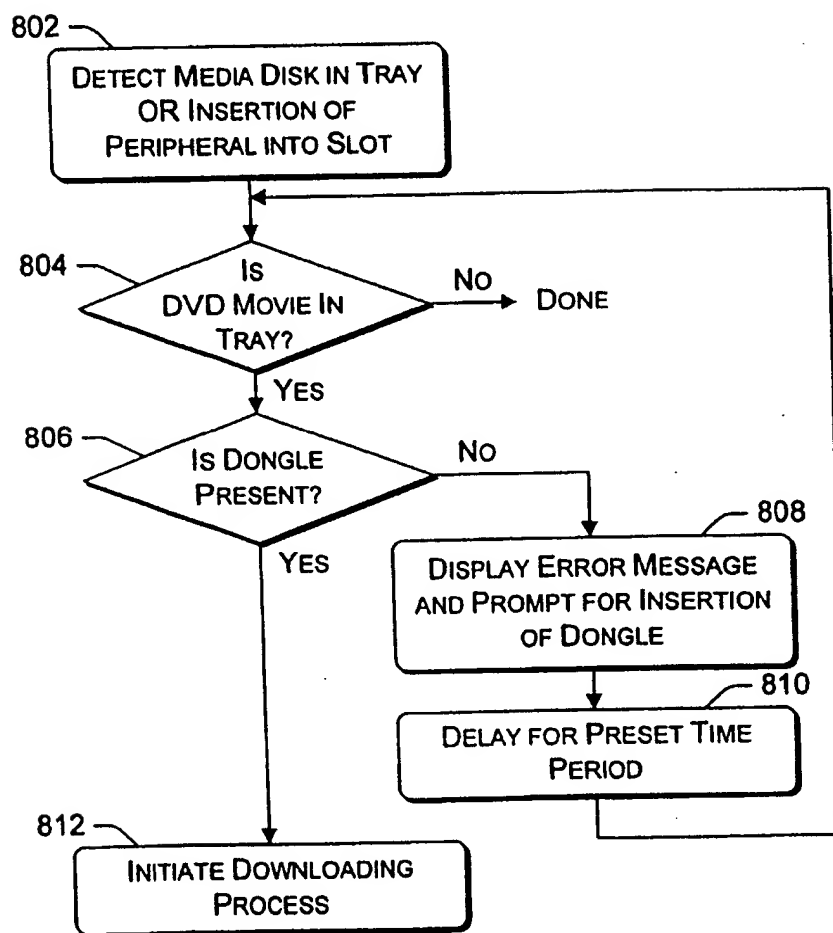 802
DETECT MEDIA DISK IN TRAY
OR INSERTION OF
PERIPHERAL INTO SLOT
804
IS
DVD MOVIE IN
TRAY?
NO
DONE
YES
806
IS DONGLE
PRESENT?
NO
YES
808
DISPLAY ERROR MESSAGE
AND PROMPT FOR INSERTION
OF DONGLE
810
DELAY FOR PRESET TIME
PERIOD
812
INITIATE DOWNLOADING
PROCESS